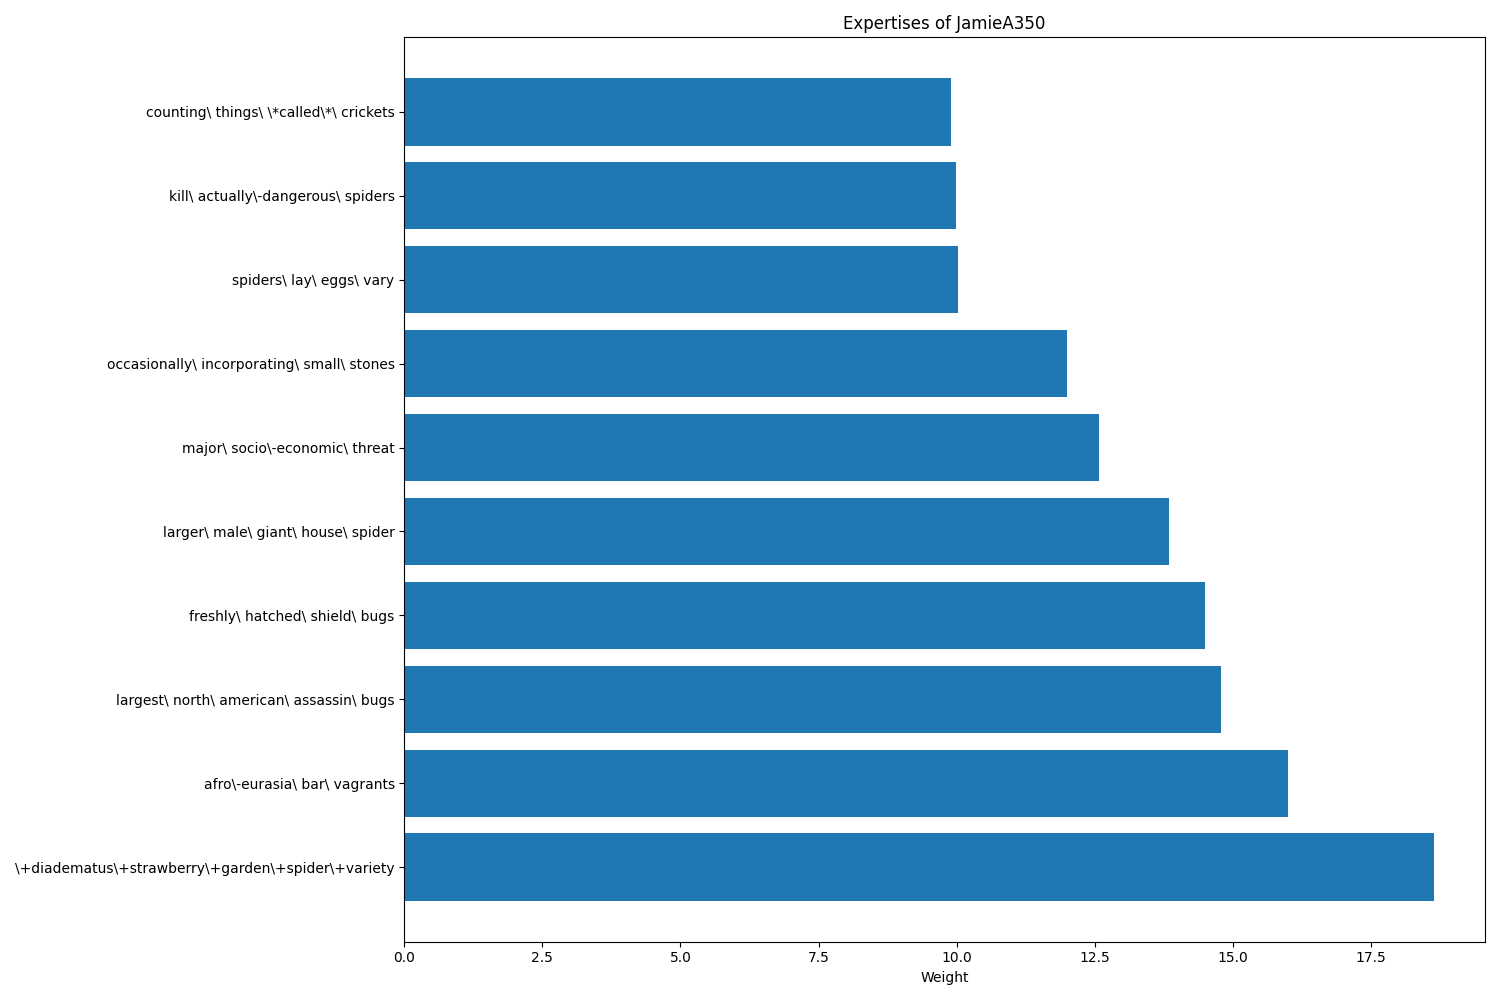 Expertises of JamieA350
counting\ things\ \*called\*\ crickets
kill\ actually\-dangerous\ spiders
spiders\ lay\ eggs\ vary
occasionally\ incorporating\ small\ stones
major\ socio\-economic\ threat
larger\ male\ giant\ house\ spider
freshly\ hatched\ shield\ bugs
largest\ north\ american\ assassin\ bugs
afro\-eurasia\ bar\ vagrants
\+diadematus\+strawberry\+garden\+spider\+variety
0.0 2.5 5.0 7.5 10.0 12.5 15.0 17.5
Weight